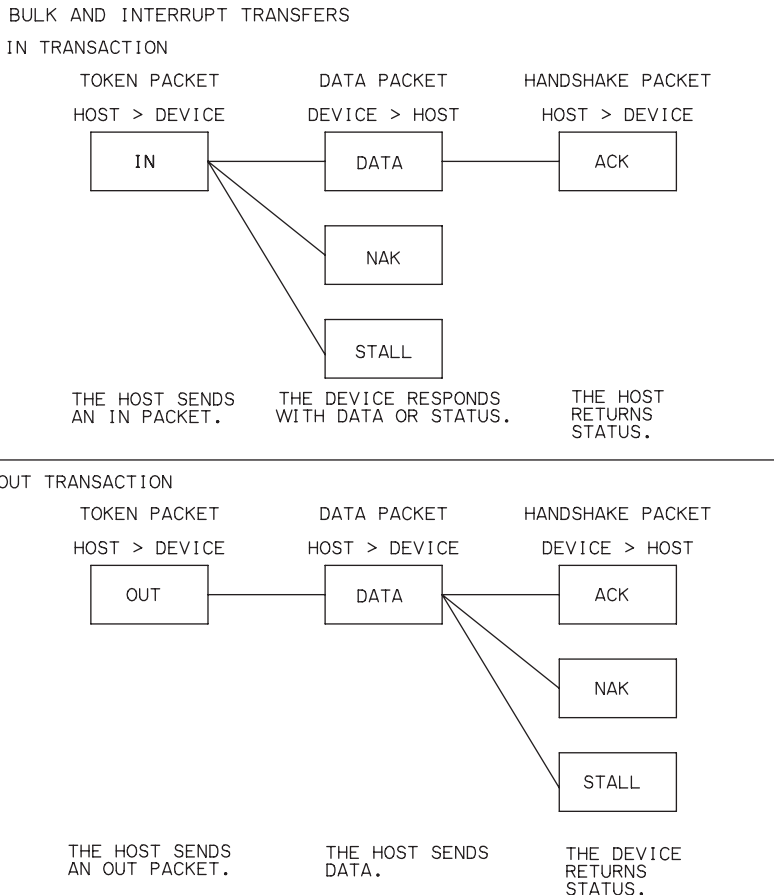 BULK AND INTERRUPT TRANSFERS
IN TRANSACTION
TOKEN PACKET DATA PACKET HANDSHAKE PACKET
HOST > DEVICE DEVICE > HOST HOST > DEVICE
IN DATA ACK
NAK
STALL
THE HOST SENDS
AN IN PACKET.
THE DEVICE RESPONDS
WITH DATA OR STATUS.
THE HOST
RETURNS
STATUS.
OUT TRANSACTION
TOKEN PACKET DATA PACKET HANDSHAKE PACKET
HOST > DEVICE HOST > DEVICE DEVICE > HOST
OUT DATA ACK
NAK
STALL
THE HOST SENDS
AN OUT PACKET.
THE HOST SENDS
DATA.
THE DEVICE
RETURNS
STATUS.